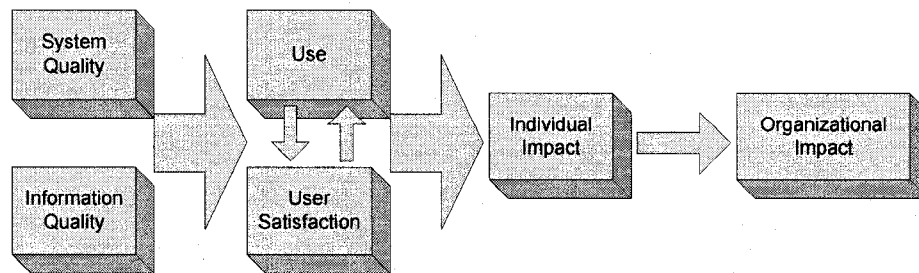 System
Quality
Use
Information
Quality
User
Satisfaction
Individual
Impact
Organizational
Impact